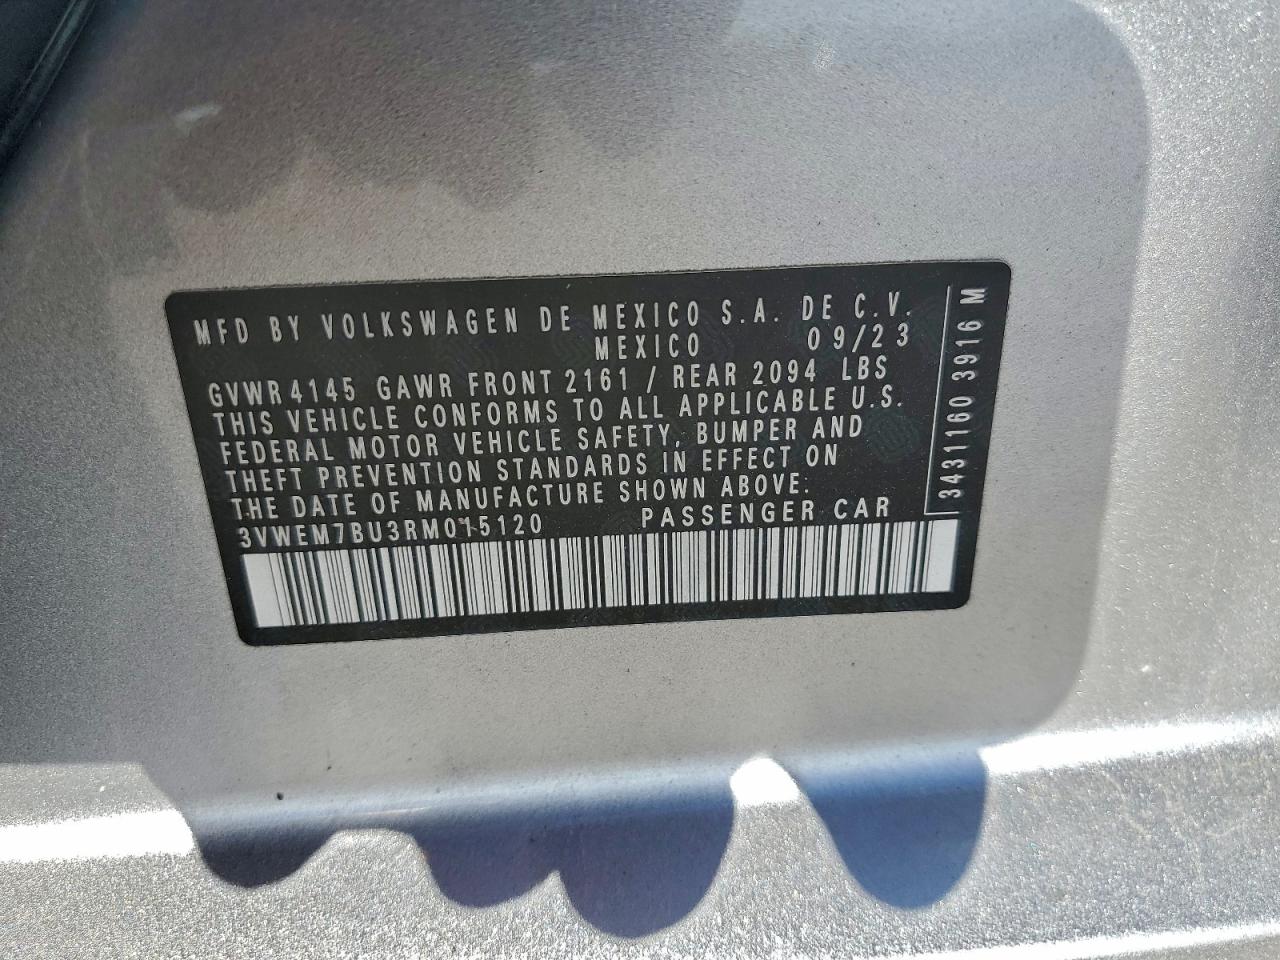 MFD BY VOLKSWAGEN DE MEXICO S.A. DE C.V.
MEXICO 09/23
GVWR 4145 GAWR FRONT 2161 / REAR 2094 LBS
THIS VEHICLE CONFORMS TO ALL APPLICABLE U.S.
FEDERAL MOTOR VEHICLE SAFETY, BUMPER AND
THEFT PREVENTION STANDARDS IN EFFECT ON
THE DATE OF MANUFACTURE SHOWN ABOVE.
3VWEM7BU3RM015120 PASSENGER CAR
3431160 3916 M